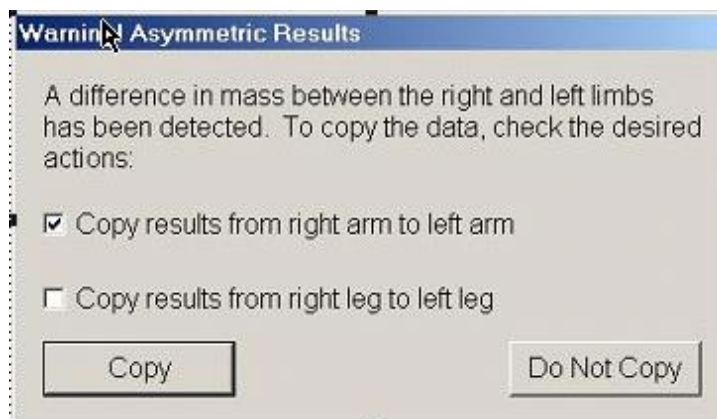 Warning Asymmetric Results
A difference in mass between the right and left limbs
has been detected. To copy the data, check the desired
actions:
Copy results from right arm to left arm
Copy results from right leg to left leg
Copy
Do Not Copy